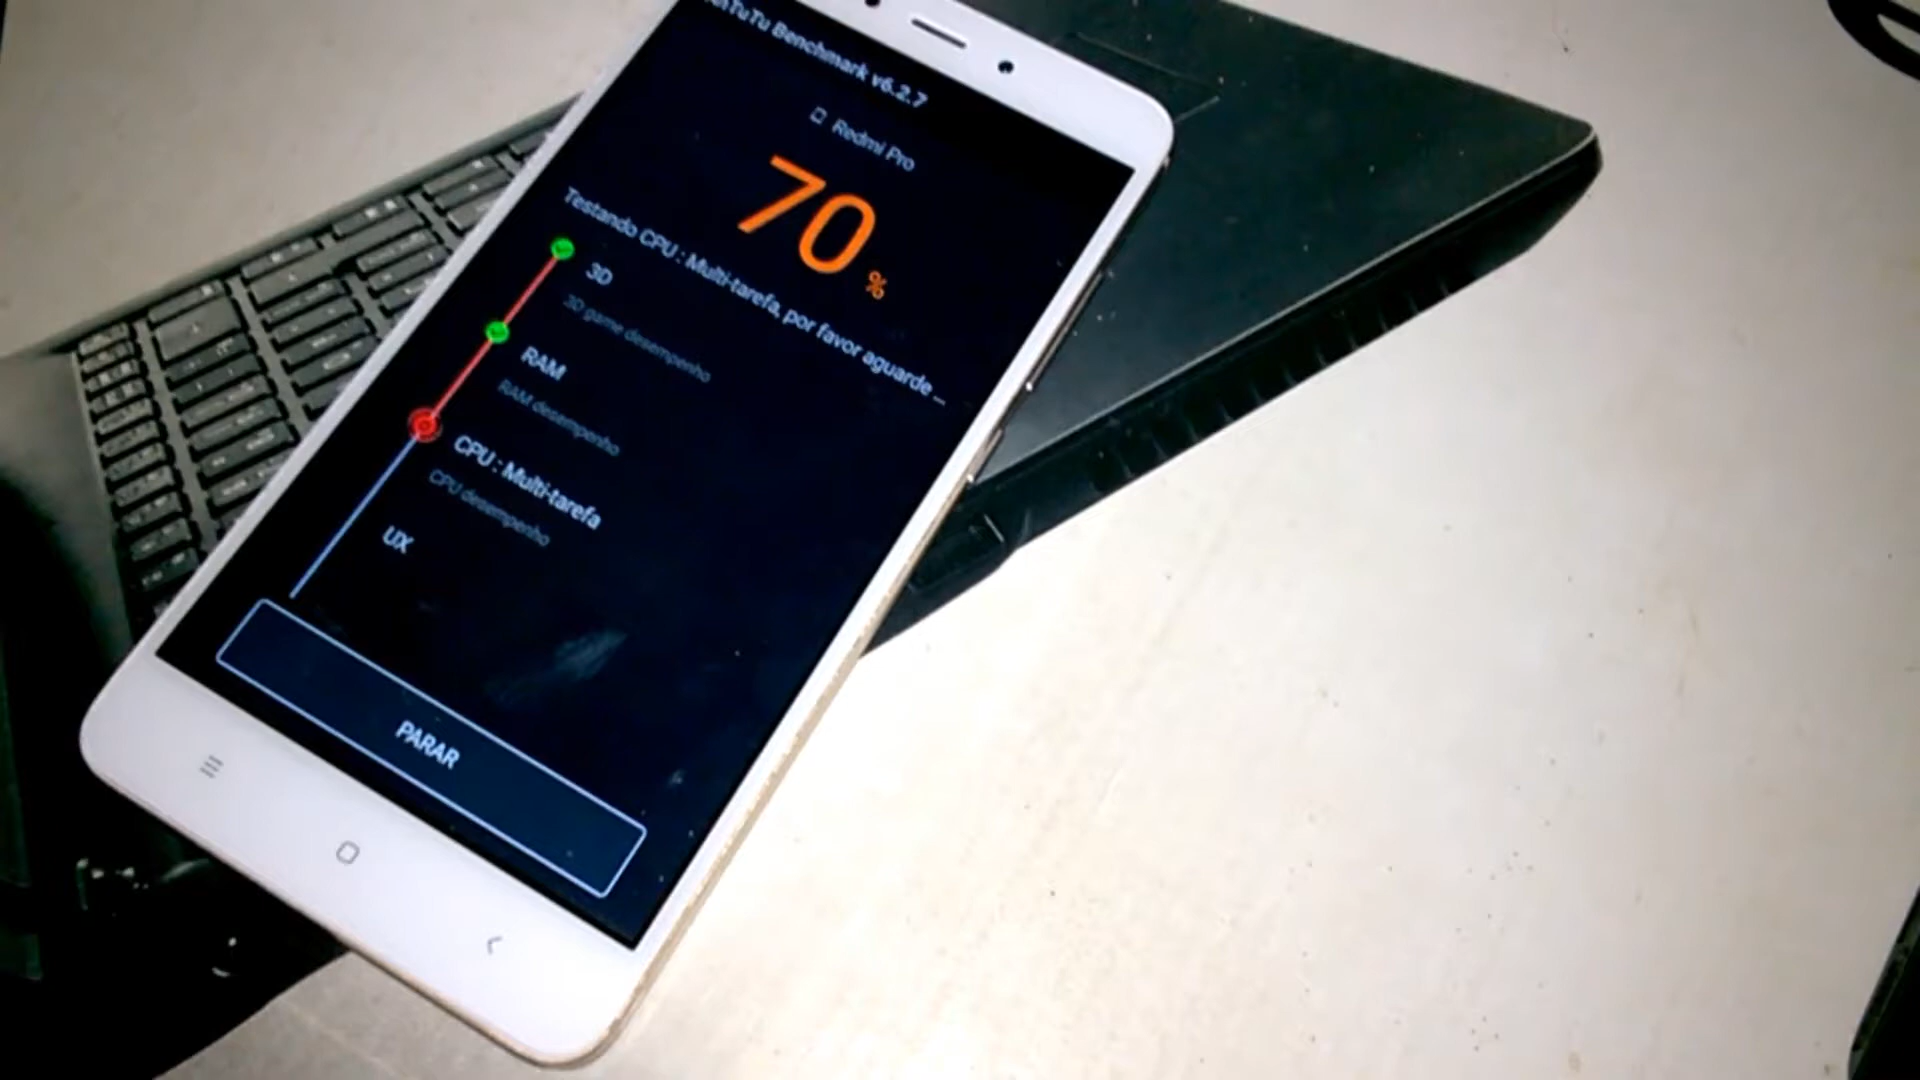 AnTuTu Benchmark v6.2.7
Redmi Pro
70 %
Testando CPU : Multi-tarefa, por favor aguarde ...
3D
3D game desempenho
RAM
RAM desempenho
CPU : Multi-tarefa
CPU desempenho
UX
PARAR